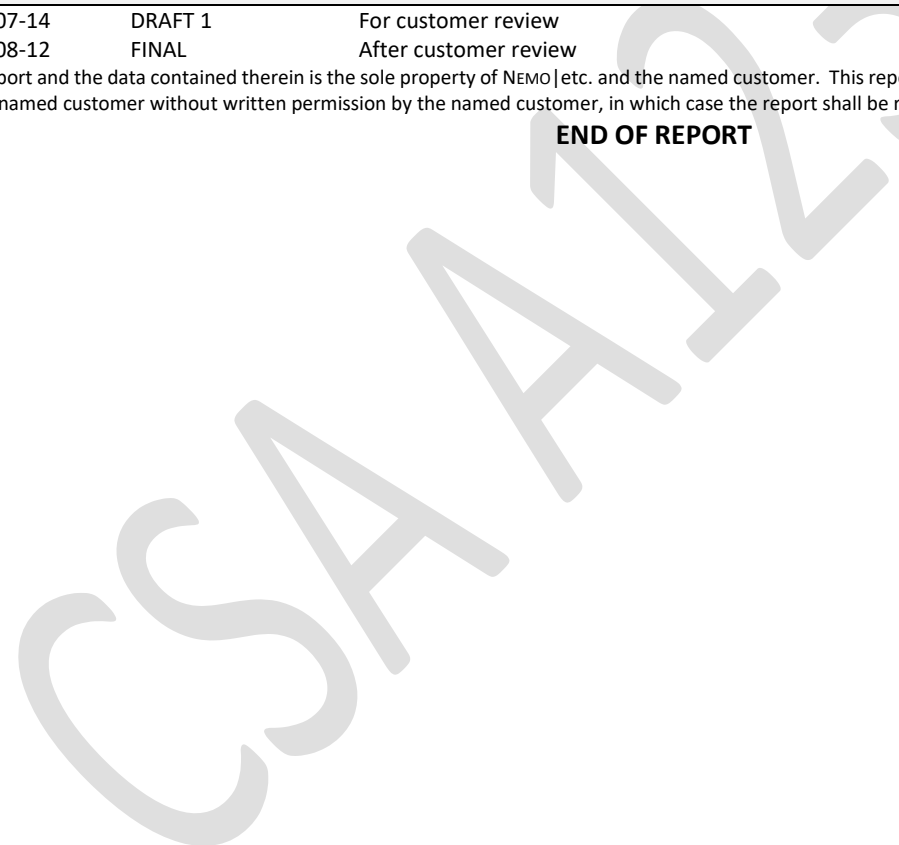 07-14 DRAFT 1 For customer review
08-12 FINAL After customer review
port and the data contained therein is the sole property of NEMO|etc. and the named customer. This rep
named customer without written permission by the named customer, in which case the report shall be r
END OF REPORT
CSA A12